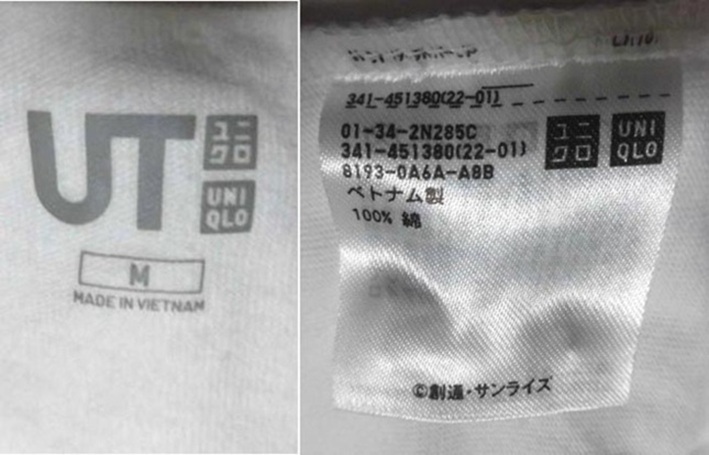 UT
ユニ
クロ
UNI
QLO
M
MADE IN VIETNAM
341-451380(22-01)
01-34-2N285C
341-451380(22-01)
8193-0A6A-A8B
ベトナム製
100% 綿
ユニ
クロ
UNI
QLO
©創通・サンライズ